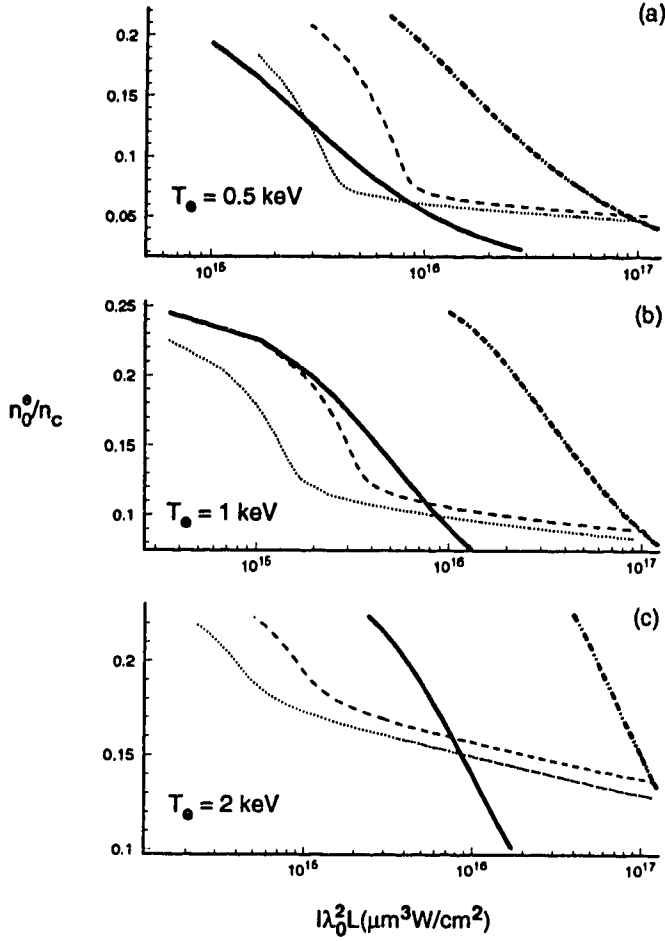 (a)
0.2
0.15
0.1
0.05
T_e = 0.5 keV
10^15
10^16
10^17
(b)
0.25
0.2
0.15
0.1
n_0^e/n_c
T_e = 1 keV
10^15
10^16
10^17
(c)
0.2
0.15
0.1
T_e = 2 keV
10^15
10^16
10^17
Iλ_0^2L(μm^3W/cm^2)